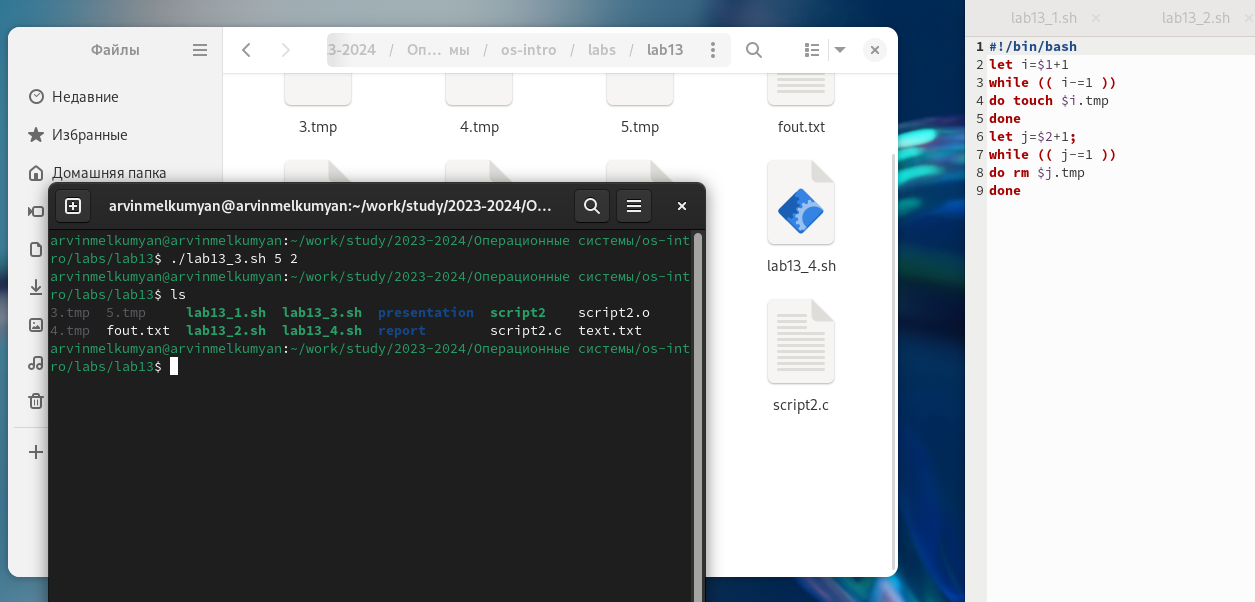 Файлы
3-2024 / Оп… мы / os-intro / labs / lab13
Недавние
Избранные
Домашняя папка
3.tmp
4.tmp
5.tmp
fout.txt
lab13_4.sh
script2.c
arvinmelkumyan@arvinmelkumyan:~/work/study/2023-2024/О…
arvinmelkumyan@arvinmelkumyan:~/work/study/2023-2024/Операционные системы/os-int
ro/labs/lab13$ ./lab13_3.sh 5 2
arvinmelkumyan@arvinmelkumyan:~/work/study/2023-2024/Операционные системы/os-int
ro/labs/lab13$ ls
3.tmp 5.tmp lab13_1.sh lab13_3.sh presentation script2 script2.o
4.tmp fout.txt lab13_2.sh lab13_4.sh report script2.c text.txt
arvinmelkumyan@arvinmelkumyan:~/work/study/2023-2024/Операционные системы/os-int
ro/labs/lab13$
lab13_1.sh × lab13_2.sh ×
1 #!/bin/bash
2 let i=$1+1
3 while (( i-=1 ))
4 do touch $i.tmp
5 done
6 let j=$2+1;
7 while (( j-=1 ))
8 do rm $j.tmp
9 done